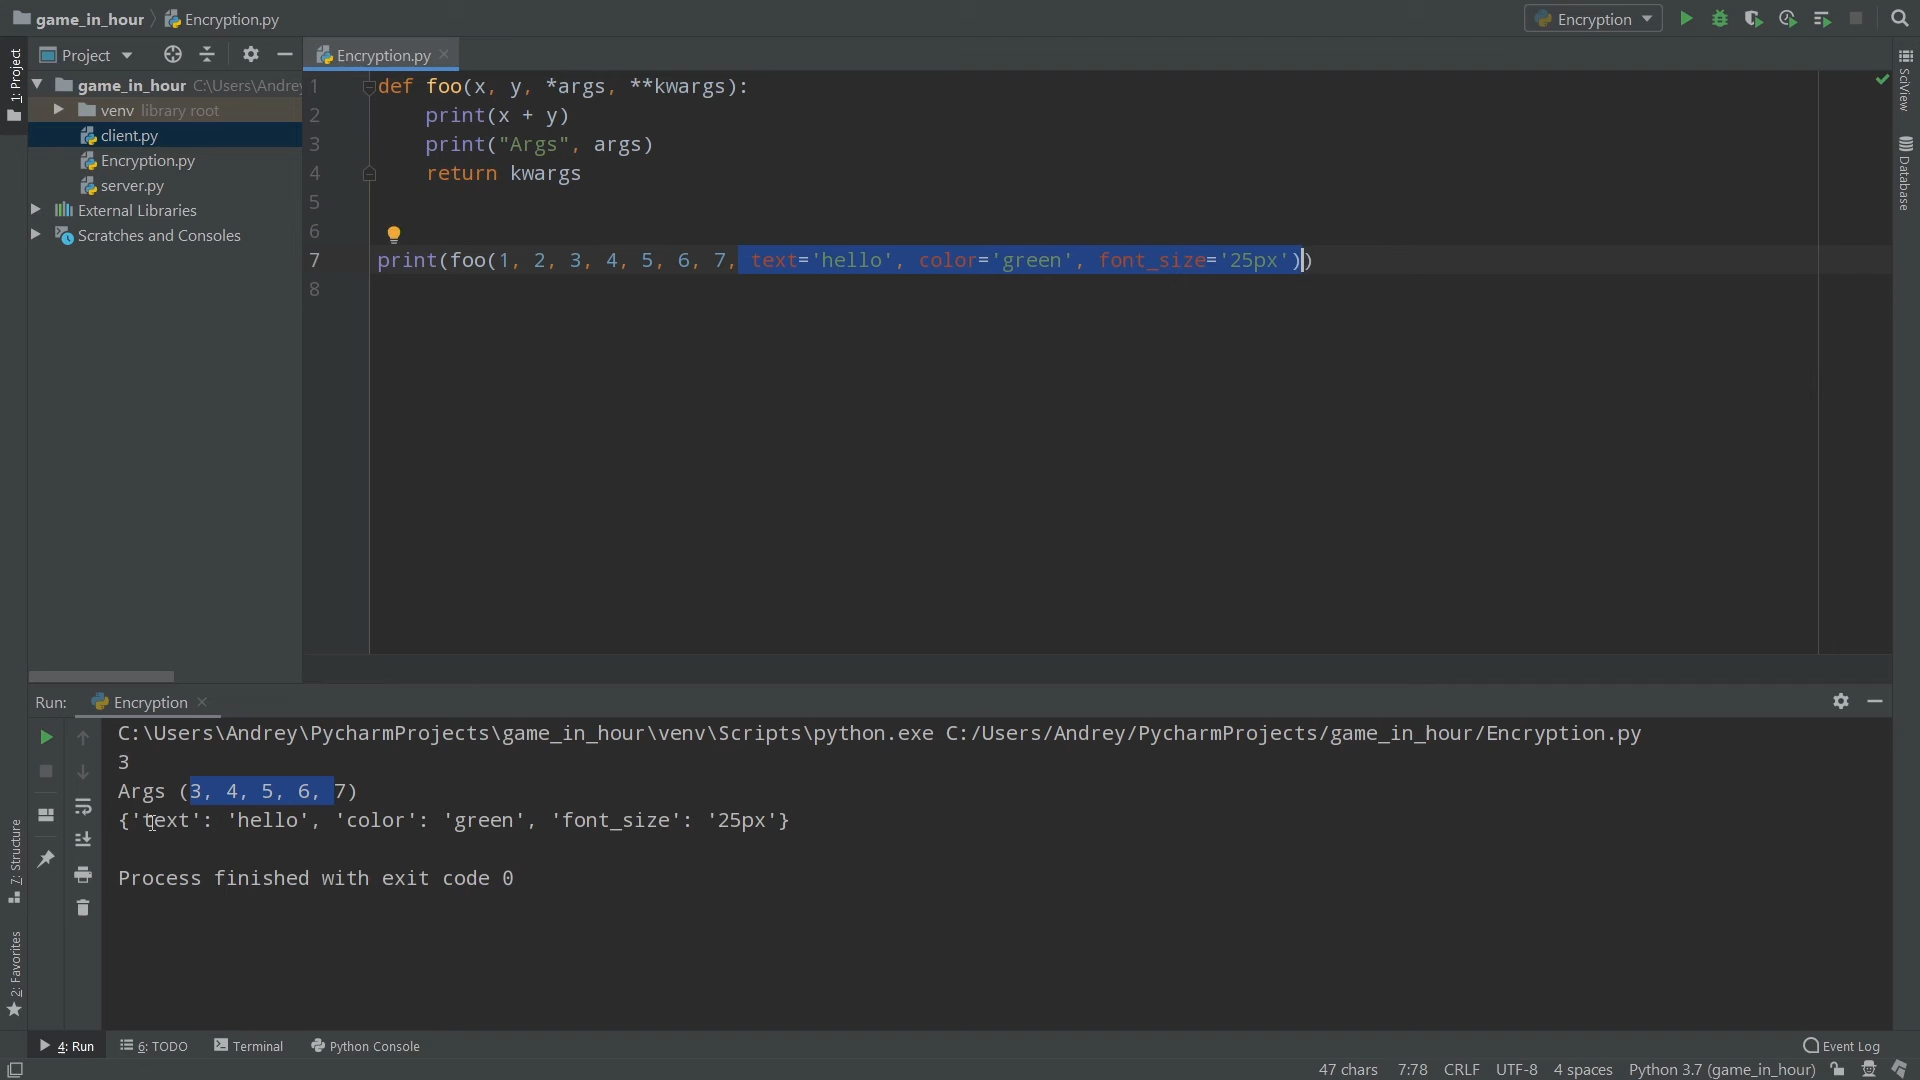 game_in_hour Encryption.py
Encryption
Project
Encryption.py
1: Project
game_in_hour C:\Users\Andrey
venv library root
client.py
Encryption.py
server.py
External Libraries
Scratches and Consoles
1 def foo(x, y, *args, **kwargs):
2 print(x + y)
3 print("Args", args)
4 return kwargs
5
6
7 print(foo(1, 2, 3, 4, 5, 6, 7, text='hello', color='green', font_size='25px'))
8
SciView
Database
Run: Encryption
C:\Users\Andrey\PycharmProjects\game_in_hour\venv\Scripts\python.exe C:/Users/Andrey/PycharmProjects/game_in_hour/Encryption.py
3
Args (3, 4, 5, 6, 7)
{'text': 'hello', 'color': 'green', 'font_size': '25px'}
Process finished with exit code 0
7: Structure
2: Favorites
4: Run 6: TODO Terminal Python Console Event Log
47 chars 7:78 CRLF UTF-8 4 spaces Python 3.7 (game_in_hour)